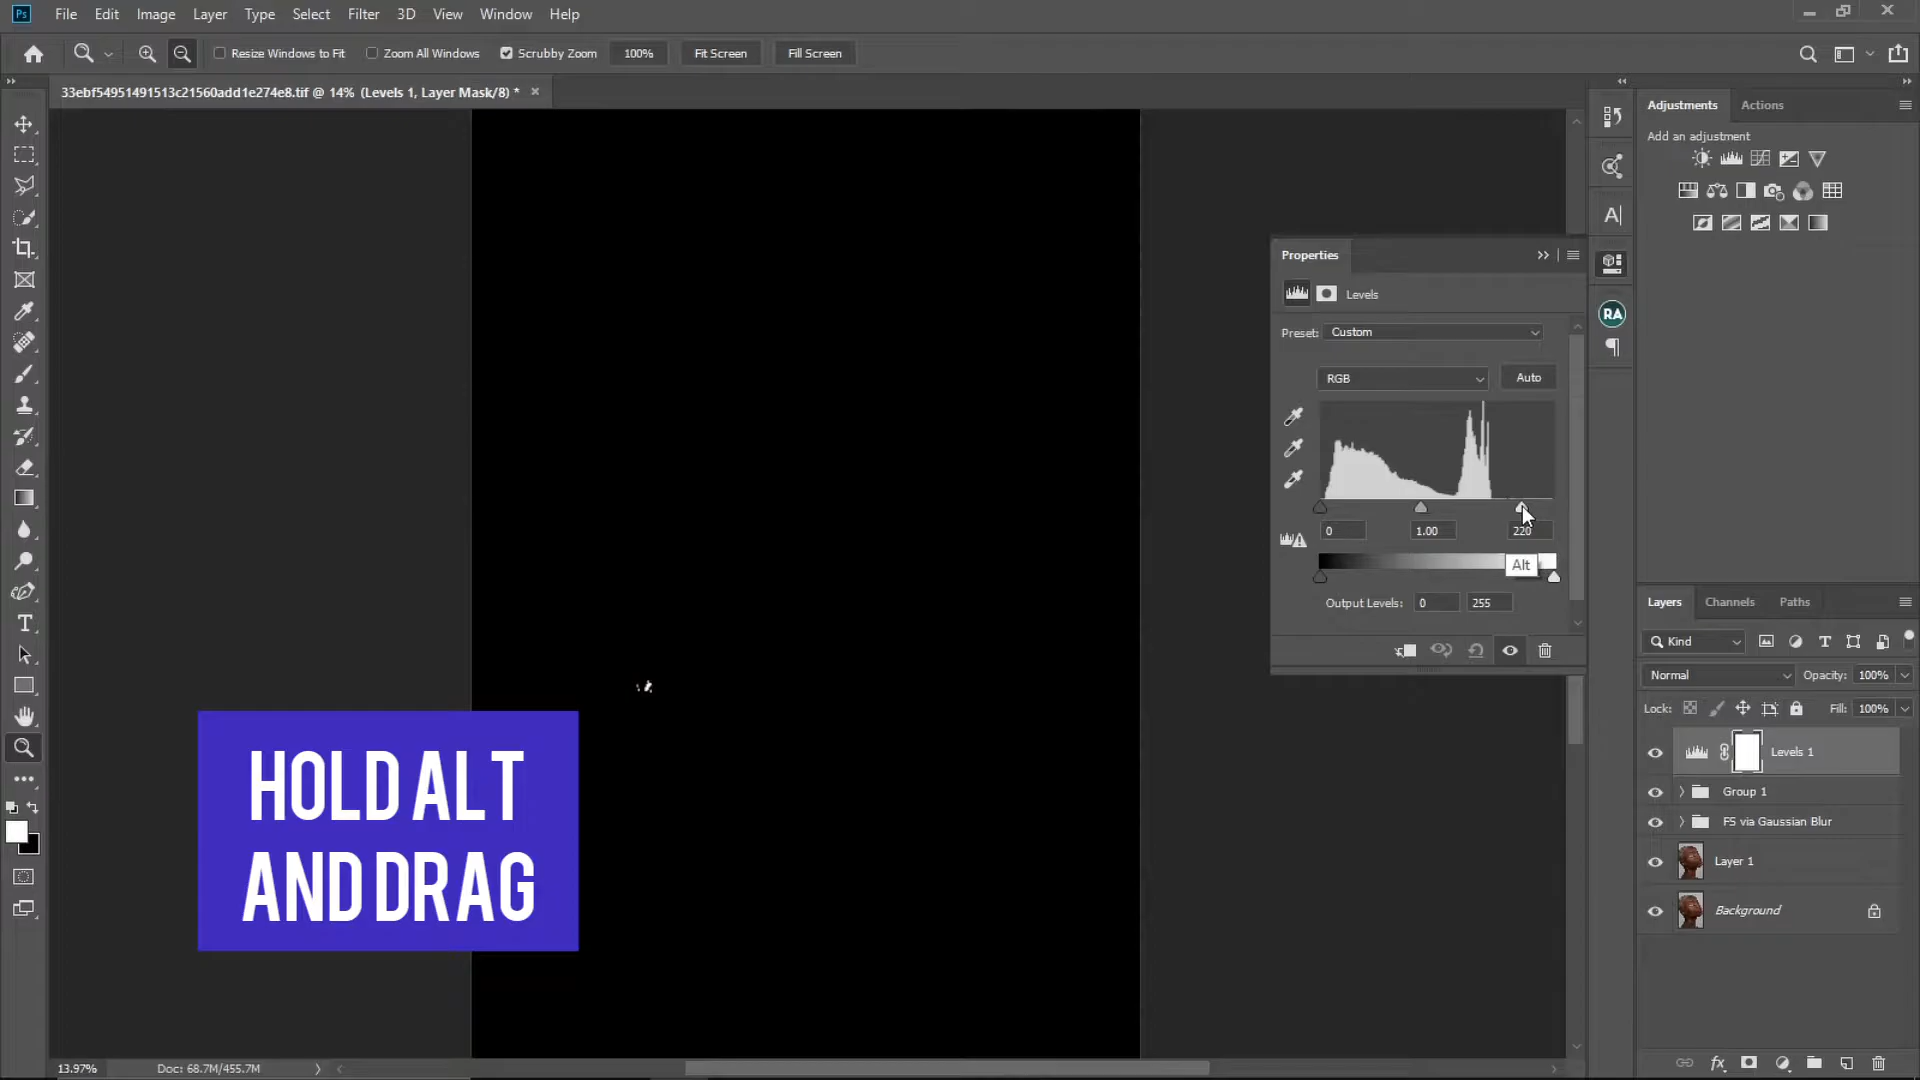 Ps File Edit Image Layer Type Select Filter 3D View Window Help
Resize Windows to Fit Zoom All Windows Scrubby Zoom 100% Fit Screen Fill Screen
33ebf54951491513c21560add1e274e8.tif @ 14% (Levels 1, Layer Mask/8) *
Adjustments Actions
Add an adjustment
Properties
Levels
Preset: Custom
RGB Auto
0 1.00 220
Alt
Output Levels: 0 255
RA
HOLD ALT
AND DRAG
Layers Channels Paths
Kind
Normal Opacity: 100%
Lock: Fill: 100%
Levels 1
Group 1
FS via Gaussian Blur
Layer 1
Background
13.97% Doc: 68.7M/455.7M